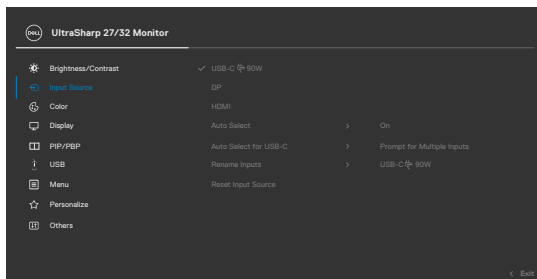 DELL UltraSharp 27/32 Monitor
Brightness/Contrast USB-C 90W
Input Source DP
Color HDMI
Display Auto Select > On
PIP/PBP Auto Select for USB-C > Prompt for Multiple Inputs
USB Rename Inputs > USB-C 90W
Menu Reset Input Source
Personalize
Others
< Exit